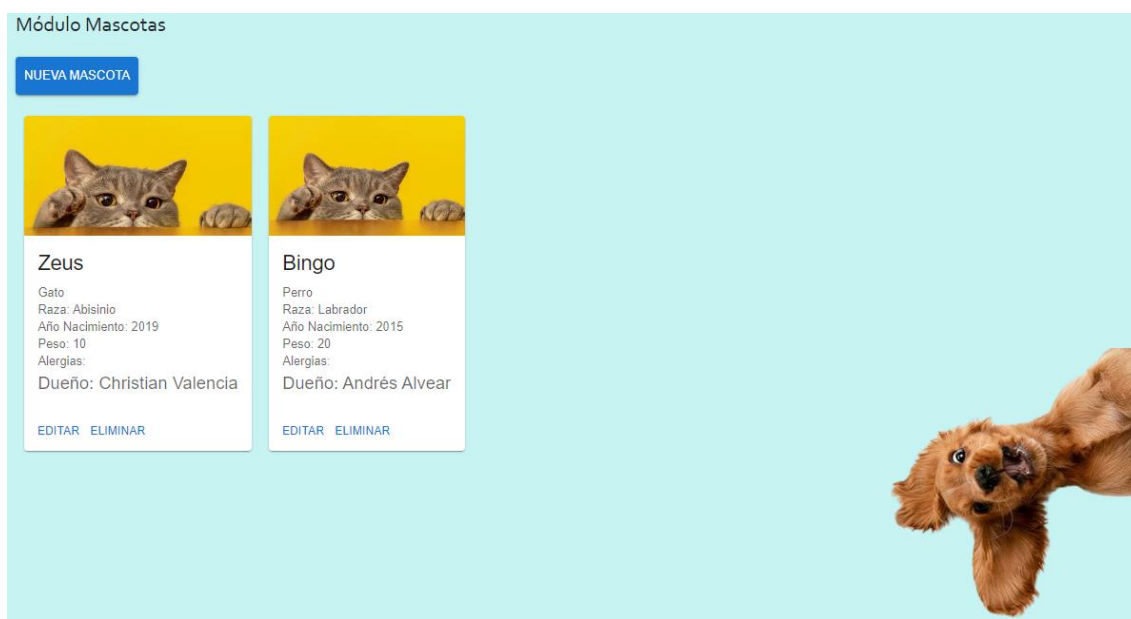 Módulo Mascotas
NUEVA MASCOTA
Zeus
Gato
Raza: Abisinio
Año Nacimiento: 2019
Peso: 10
Alergias:
Dueño: Christian Valencia
EDITAR ELIMINAR
Bingo
Perro
Raza: Labrador
Año Nacimiento: 2015
Peso: 20
Alergias:
Dueño: Andrés Alvear
EDITAR ELIMINAR